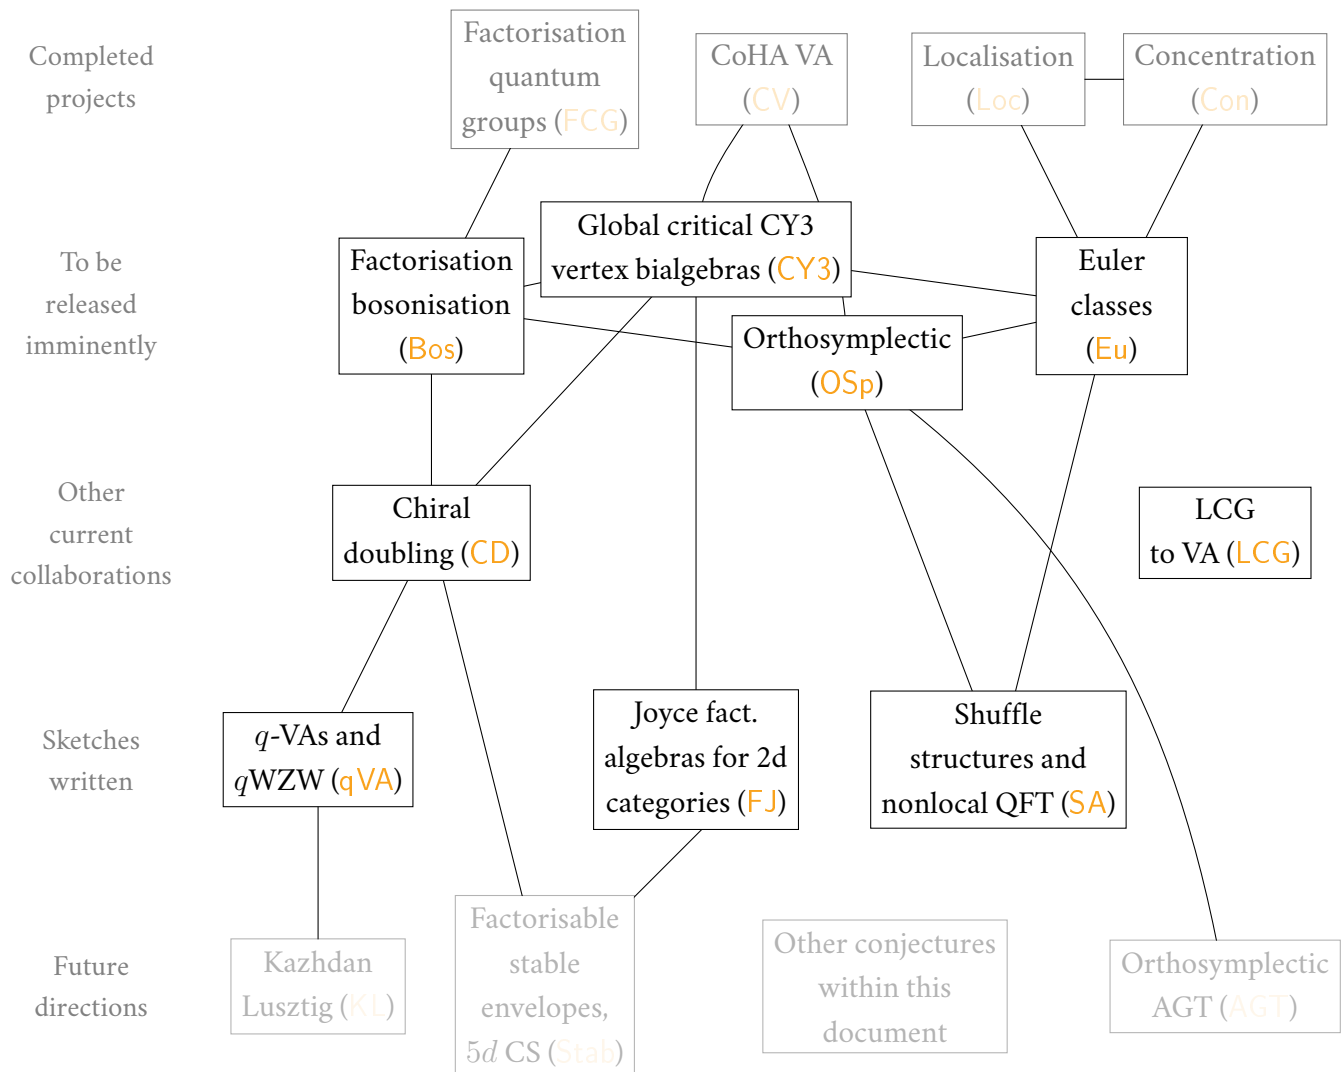 Completed
projects
Factorisation
quantum
groups (FCG)
CoHA VA
(CV)
Localisation
(Loc)
Concentration
(Con)
To be
released
imminently
Factorisation
bosonisation
(Bos)
Global critical CY3
vertex bialgebras (CY3)
Orthosymplectic
(OSp)
Euler
classes
(Eu)
Other
current
collaborations
Chiral
doubling (CD)
LCG
to VA (LCG)
Sketches
written
q-VAs and
qWZW (qVA)
Joyce fact.
algebras for 2d
categories (FJ)
Shuffle
structures and
nonlocal QFT (SA)
Future
directions
Kazhdan
Lusztig (KL)
Factorisable
stable
envelopes,
5d CS (Stab)
Other conjectures
within this
document
Orthosymplectic
AGT (AGT)